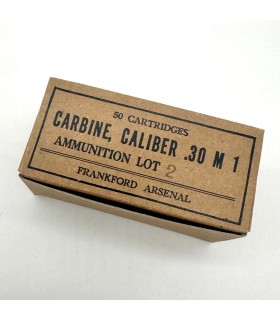 50 CARTRIDGES
CARBINE, CALIBER .30 M 1
AMMUNITION LOT 2
FRANKFORD ARSENAL